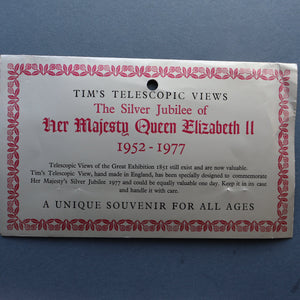 TIM'S TELESCOPIC VIEWS
The Silver Jubilee of
Her Majesty Queen Elizabeth II
1952 - 1977
Telescopic Views of the Great Exhibition 1851 still exist and are now valuable.
Tim's Telescopic View, hand made in England, has been specially designed to commemorate
Her Majesty's Silver Jubilee 1977 and could be equally valuable one day. Keep it in its case
and handle it with care.
A UNIQUE SOUVENIR FOR ALL AGES